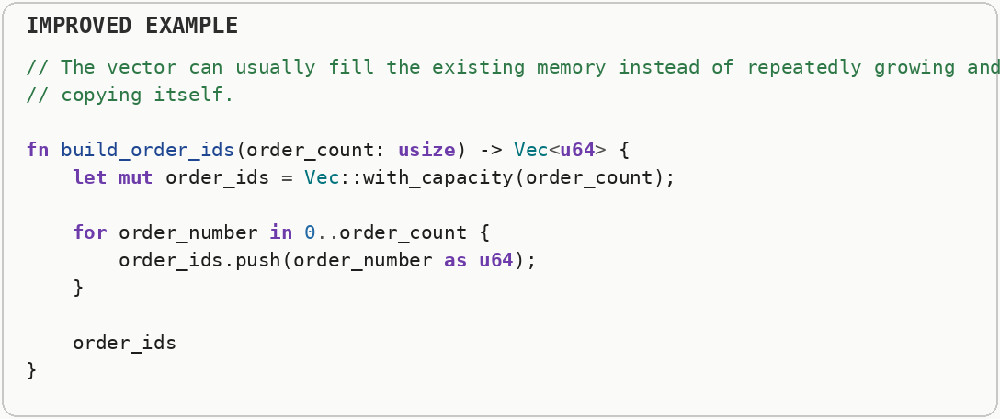 IMPROVED EXAMPLE
// The vector can usually fill the existing memory instead of repeatedly growing and
// copying itself.
fn build_order_ids(order_count: usize) -> Vec<u64> {
    let mut order_ids = Vec::with_capacity(order_count);
    for order_number in 0..order_count {
        order_ids.push(order_number as u64);
    }
    order_ids
}